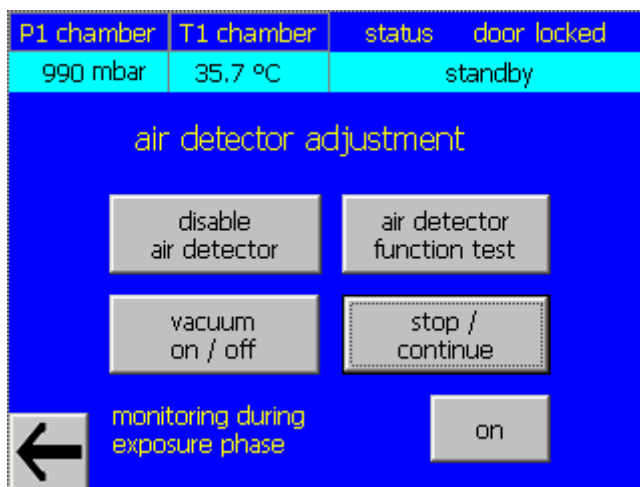 P1 chamber T1 chamber status door locked
990 mbar 35.7 ºC standby
air detector adjustment
disable
air detector
air detector
function test
vacuum
on / off
stop /
continue
monitoring during
exposure phase
on